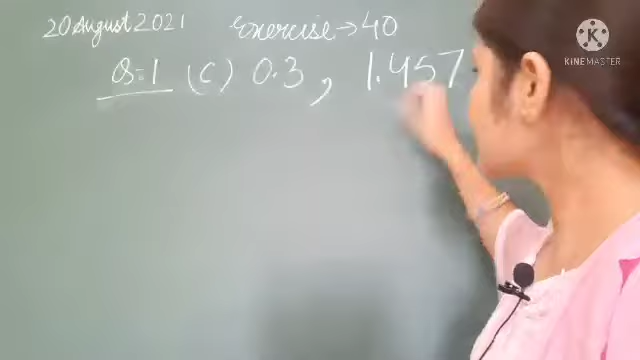 20 August 2021 Exercise → 40
Q=1 (C) 0.3, 1.457
K
KINEMASTER